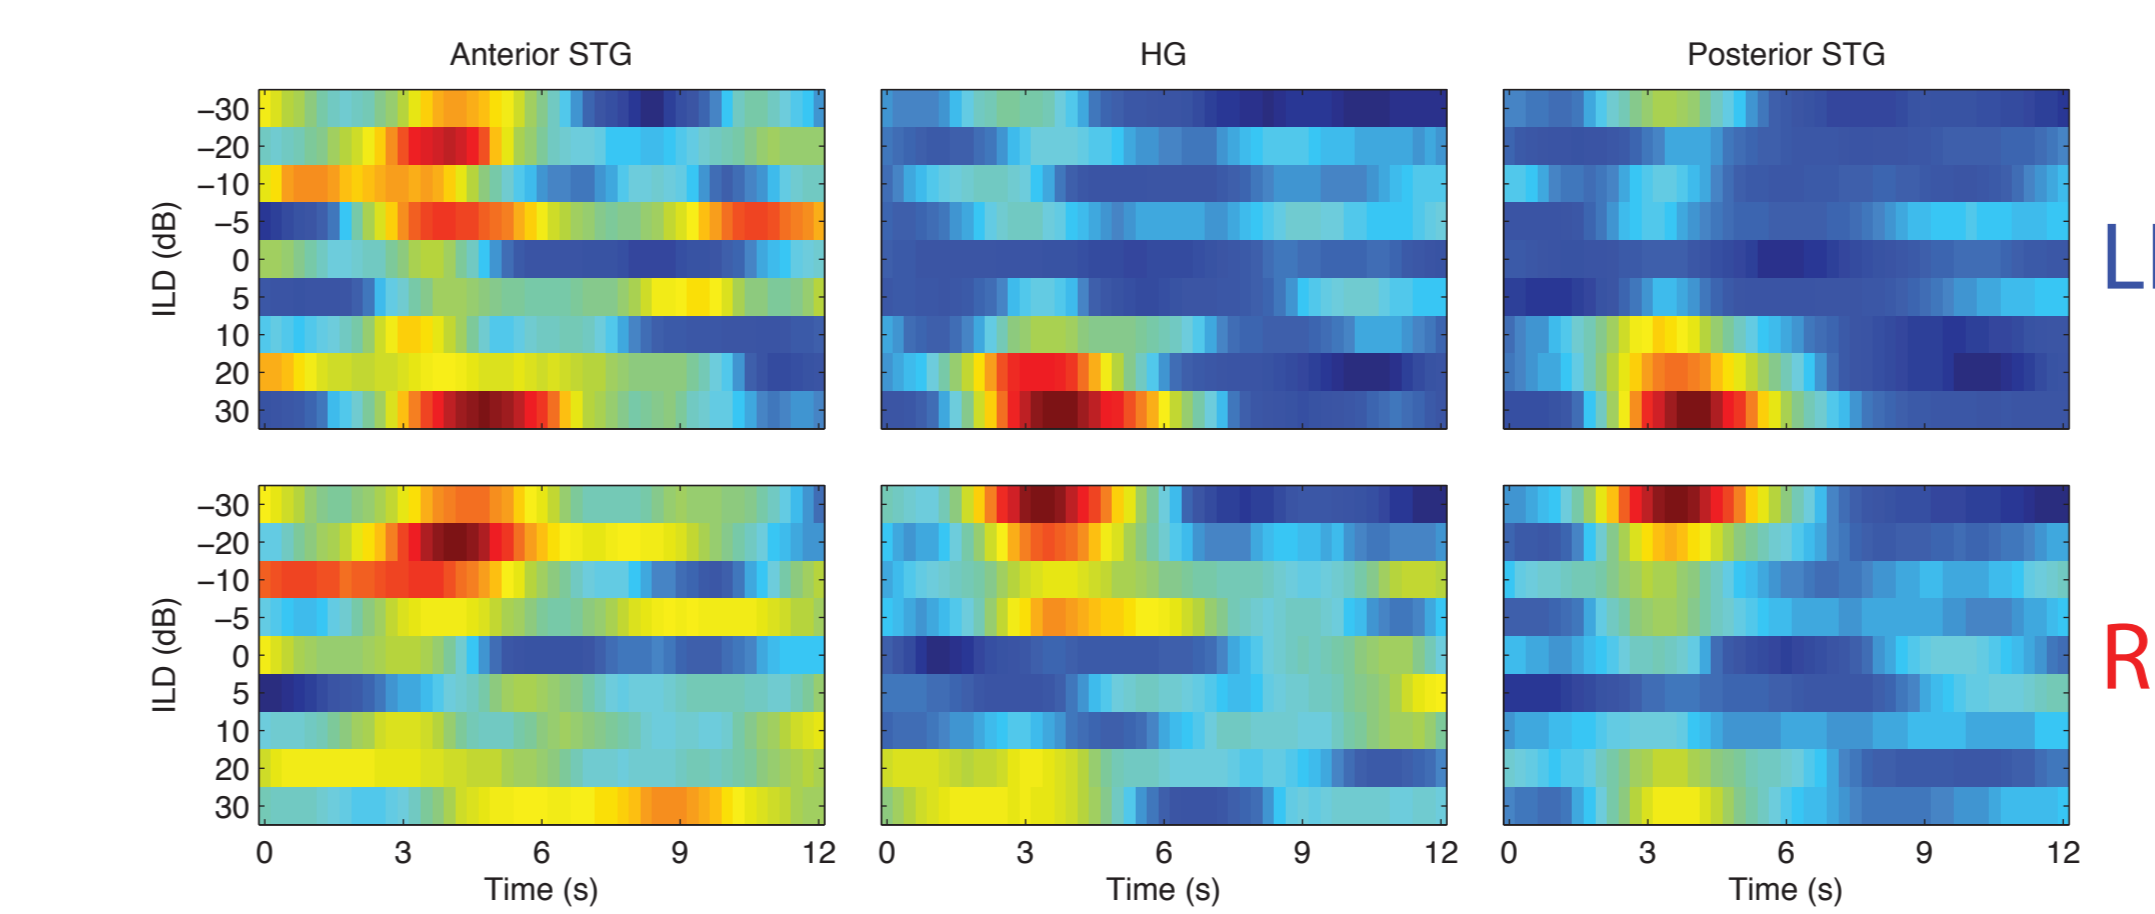 Anterior STG HG Posterior STG
ILD (dB)
−30
−20
−10
−5
0
5
10
20
30
L
ILD (dB)
−30
−20
−10
−5
0
5
10
20
30
R
0 3 6 9 12 0 3 6 9 12 0 3 6 9 12
Time (s) Time (s) Time (s)